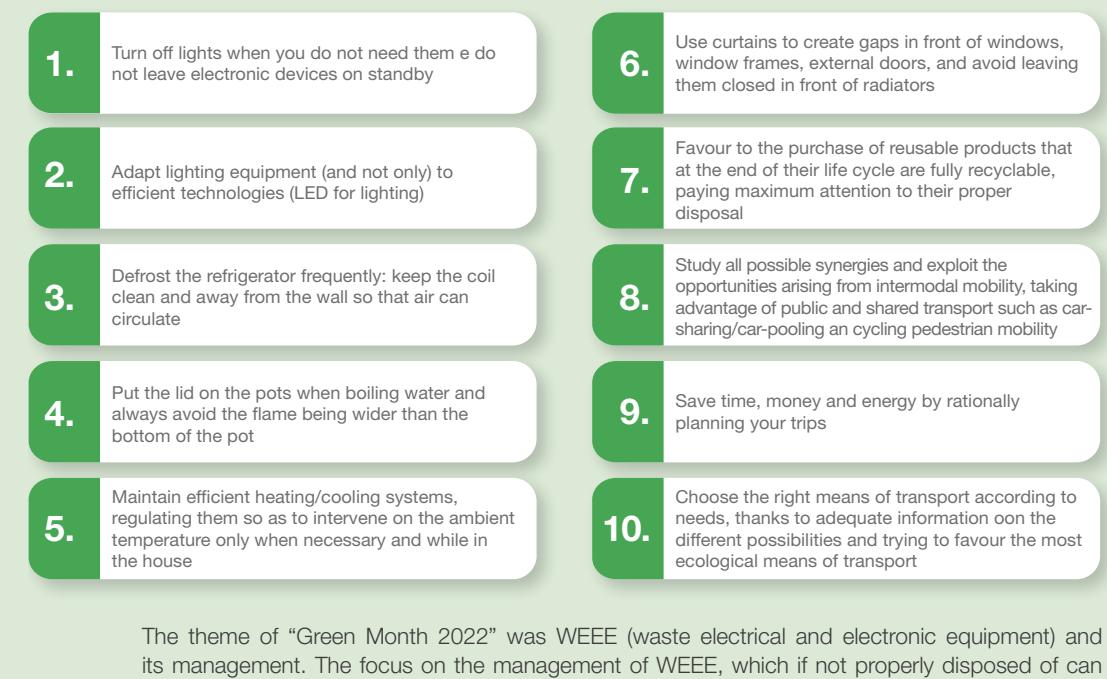 1.
Turn off lights when you do not need them e do
not leave electronic devices on standby
2.
Adapt lighting equipment (and not only) to
efficient technologies (LED for lighting)
3.
Defrost the refrigerator frequently: keep the coil
clean and away from the wall so that air can
circulate
4.
Put the lid on the pots when boiling water and
always avoid the flame being wider than the
bottom of the pot
5.
Maintain efficient heating/cooling systems,
regulating them so as to intervene on the ambient
temperature only when necessary and while in
the house
6.
Use curtains to create gaps in front of windows,
window frames, external doors, and avoid leaving
them closed in front of radiators
7.
Favour to the purchase of reusable products that
at the end of their life cycle are fully recyclable,
paying maximum attention to their proper
disposal
8.
Study all possible synergies and exploit the
opportunities arising from intermodal mobility, taking
advantage of public and shared transport such as car-
sharing/car-pooling an cycling pedestrian mobility
9.
Save time, money and energy by rationally
planning your trips
10.
Choose the right means of transport according to
needs, thanks to adequate information oon the
different possibilities and trying to favour the most
ecological means of transport
The theme of “Green Month 2022” was WEEE (waste electrical and electronic equipment) and
its management. The focus on the management of WEEE, which if not properly disposed of can